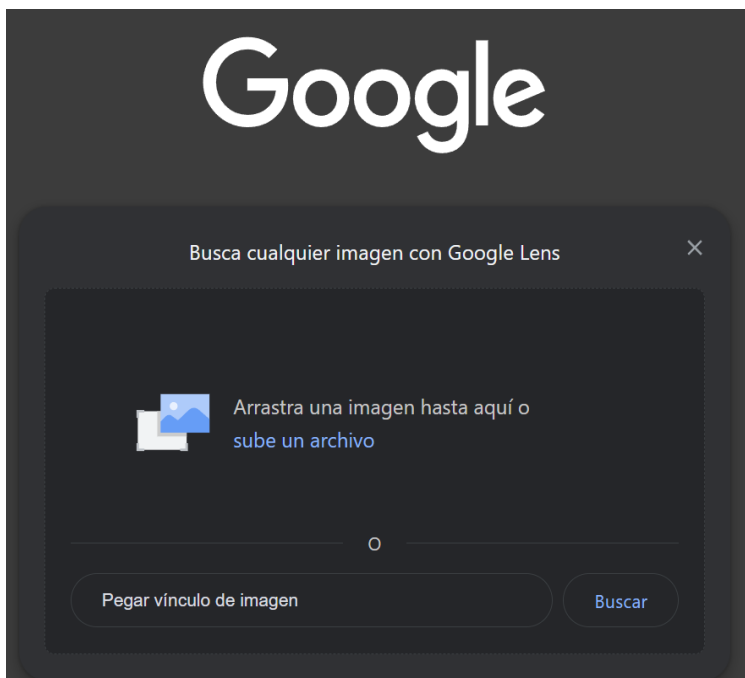 Google
Busca cualquier imagen con Google Lens
Arrastra una imagen hasta aquí o
sube un archivo
O
Pegar vínculo de imagen
Buscar